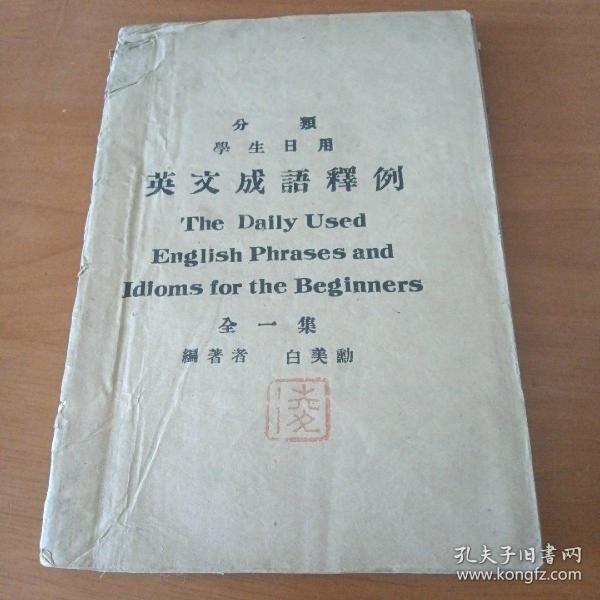 分類
學生日用
英文成語釋例
The Daily Used
English Phrases and
Idioms for the Beginners
全一集
編著者 白美勳
凌
孔夫子旧书网
www.kongfz.com